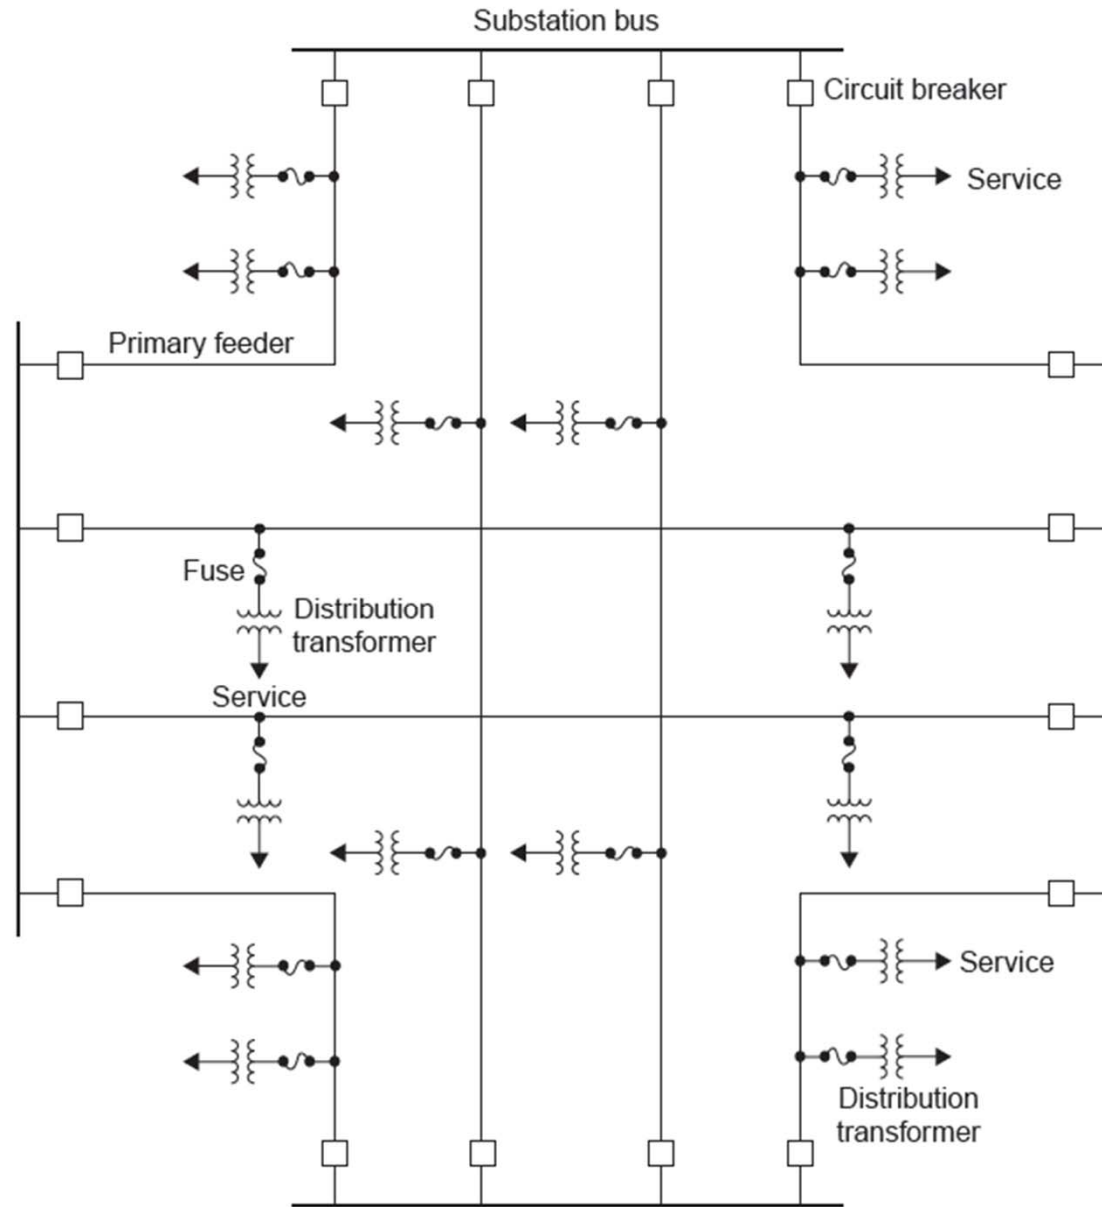 Substation bus
Circuit breaker
Service
Primary feeder
Fuse
Distribution
transformer
Service
Service
Distribution
transformer